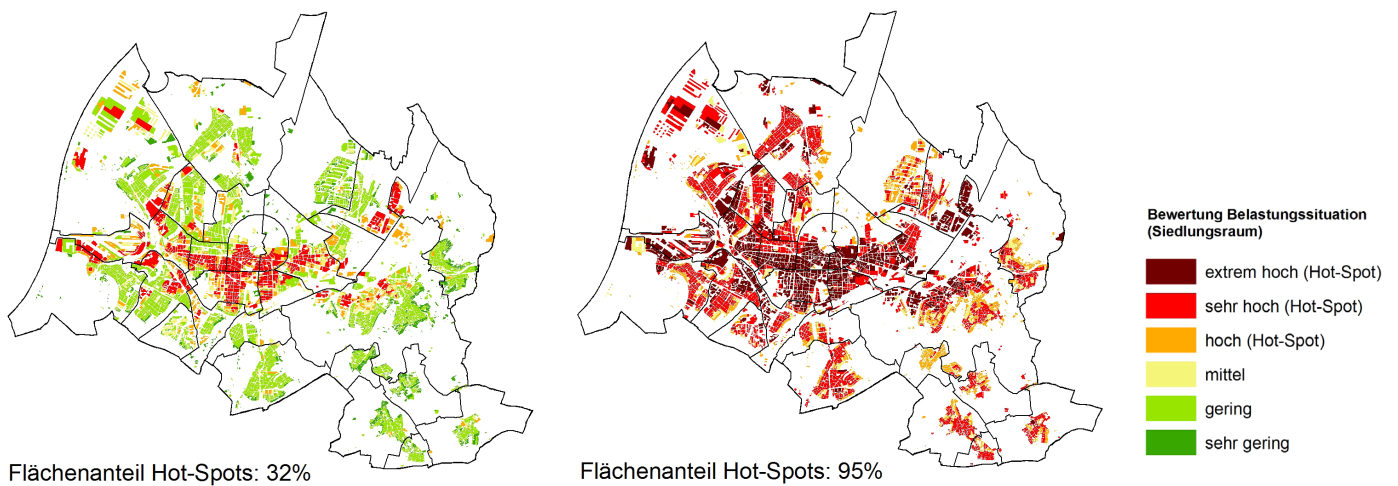 Flächenanteil Hot-Spots: 32%
Flächenanteil Hot-Spots: 95%
Bewertung Belastungssituation
(Siedlungsraum)
extrem hoch (Hot-Spot)
sehr hoch (Hot-Spot)
hoch (Hot-Spot)
mittel
gering
sehr gering